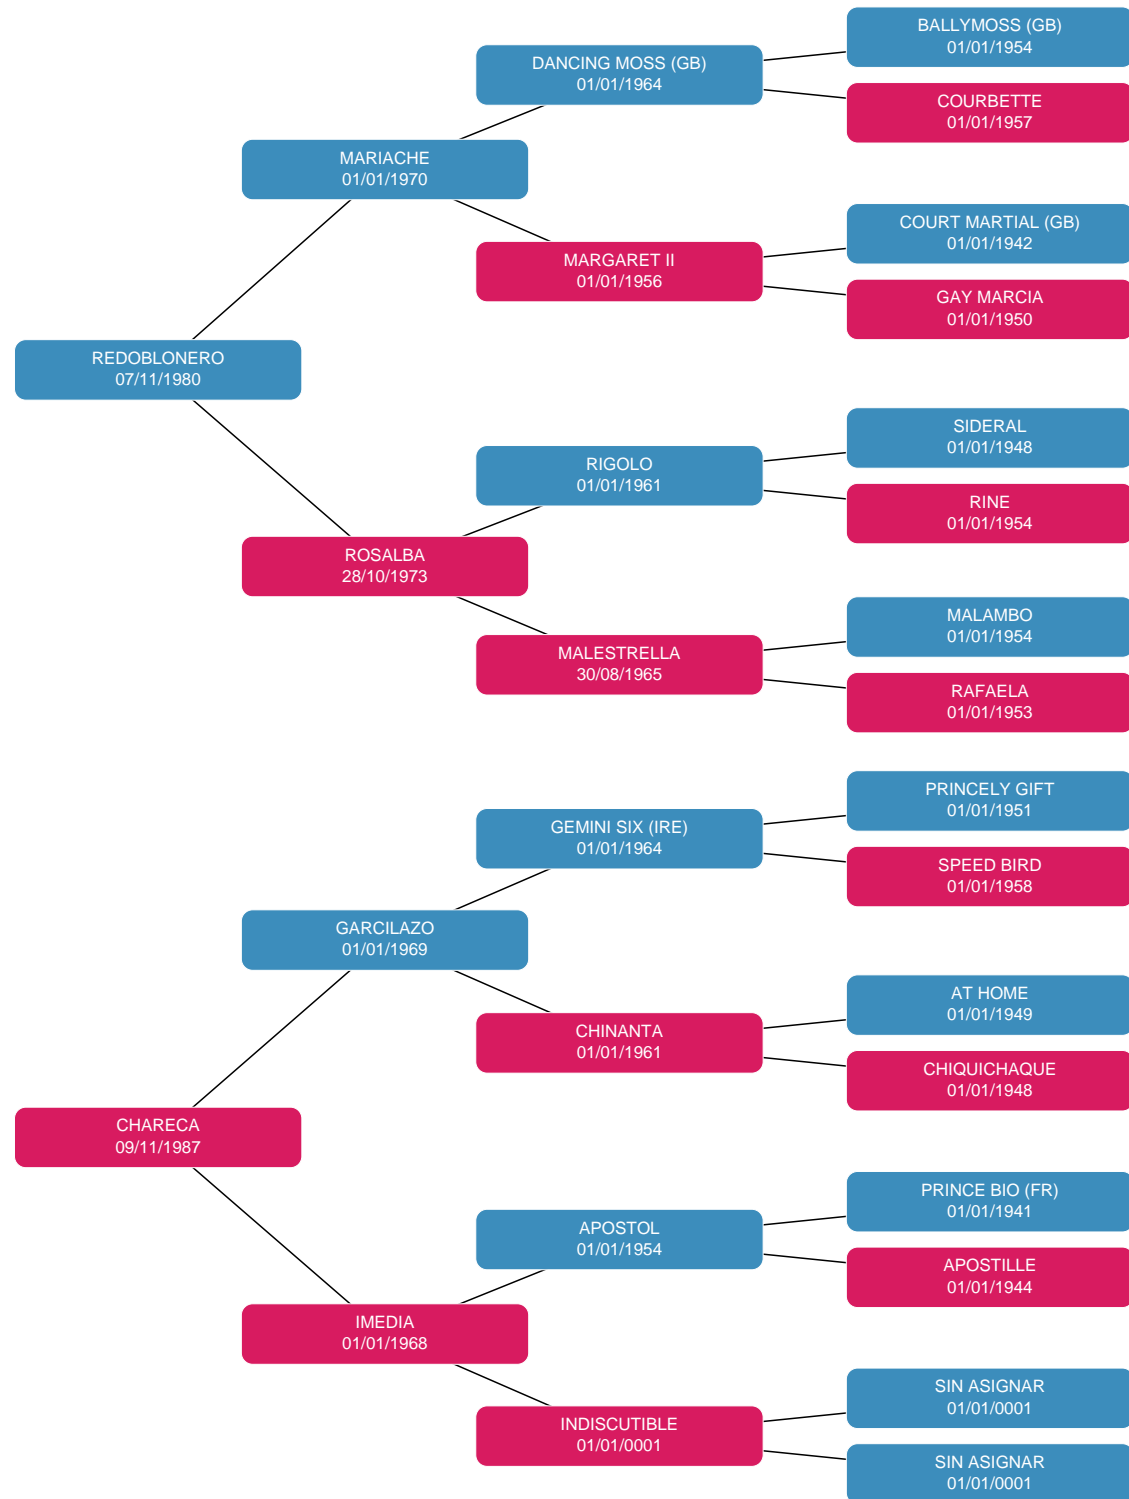 BALLYMOSS (GB)
01/01/1954
DANCING MOSS (GB)
01/01/1964
COURBETTE
01/01/1957
MARIACHE
01/01/1970
COURT MARTIAL (GB)
01/01/1942
MARGARET II
01/01/1956
GAY MARCIA
01/01/1950
REDOBLONERO
07/11/1980
SIDERAL
01/01/1948
RIGOLO
01/01/1961
RINE
01/01/1954
ROSALBA
28/10/1973
MALAMBO
01/01/1954
MALESTRELLA
30/08/1965
RAFAELA
01/01/1953
PRINCELY GIFT
01/01/1951
GEMINI SIX (IRE)
01/01/1964
SPEED BIRD
01/01/1958
GARCILAZO
01/01/1969
AT HOME
01/01/1949
CHINANTA
01/01/1961
CHIQUICHAQUE
01/01/1948
CHARECA
09/11/1987
PRINCE BIO (FR)
01/01/1941
APOSTOL
01/01/1954
APOSTILLE
01/01/1944
IMEDIA
01/01/1968
SIN ASIGNAR
01/01/0001
INDISCUTIBLE
01/01/0001
SIN ASIGNAR
01/01/0001